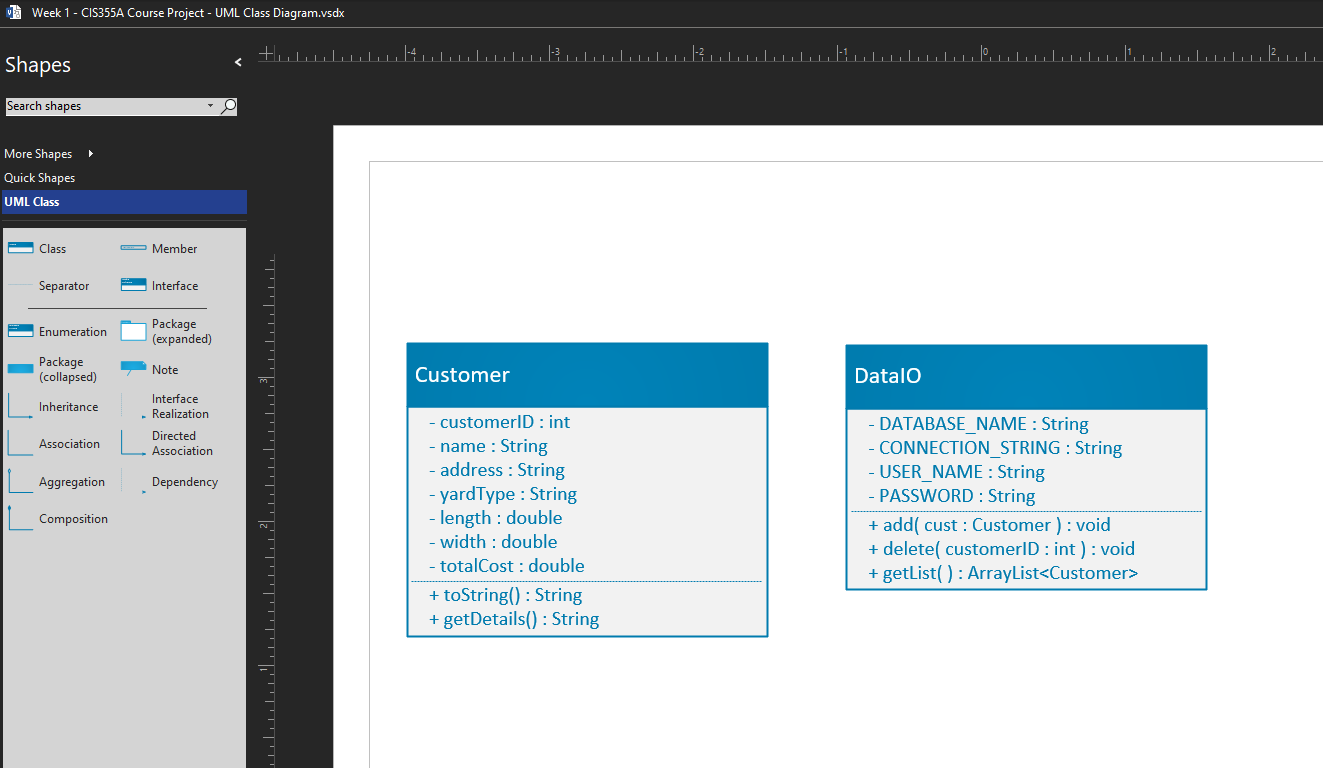 Week 1 - CIS355A Course Project - UML Class Diagram.vsdx
Shapes
Search shapes
More Shapes
Quick Shapes
UML Class
Class
Member
Separator
Interface
Enumeration
Package
(expanded)
Package
(collapsed)
Note
Inheritance
Interface
Realization
Association
Directed
Association
Aggregation
Dependency
Composition
-4 -3 -2 -1 0 1 2
3
2
1
Customer
- customerID : int
- name : String
- address : String
- yardType : String
- length : double
- width : double
- totalCost : double
+ toString() : String
+ getDetails() : String
DataIO
- DATABASE_NAME : String
- CONNECTION_STRING : String
- USER_NAME : String
- PASSWORD : String
+ add( cust : Customer ) : void
+ delete( customerID : int ) : void
+ getList( ) : ArrayList<Customer>